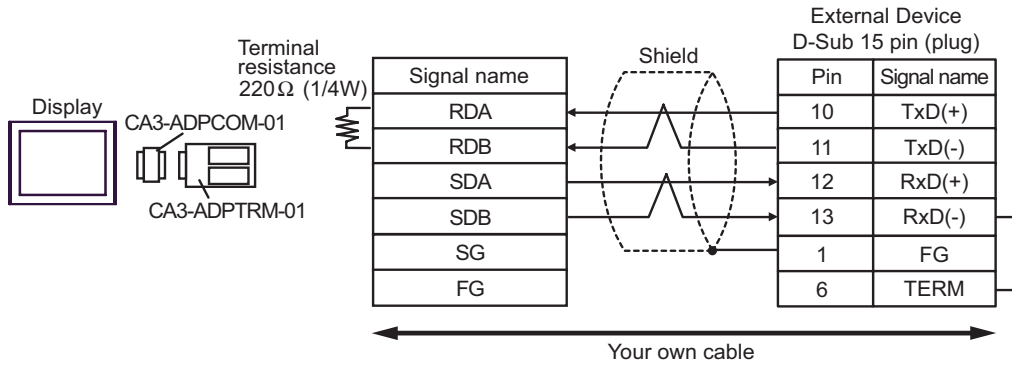 External Device
D-Sub 15 pin (plug)
Terminal
resistance
220Ω (1/4W)
Shield
Display
CA3-ADPCOM-01
CA3-ADPTRM-01
Signal name
RDA
RDB
SDA
SDB
SG
FG
Pin Signal name
10 TxD(+)
11 TxD(-)
12 RxD(+)
13 RxD(-)
1 FG
6 TERM
Your own cable